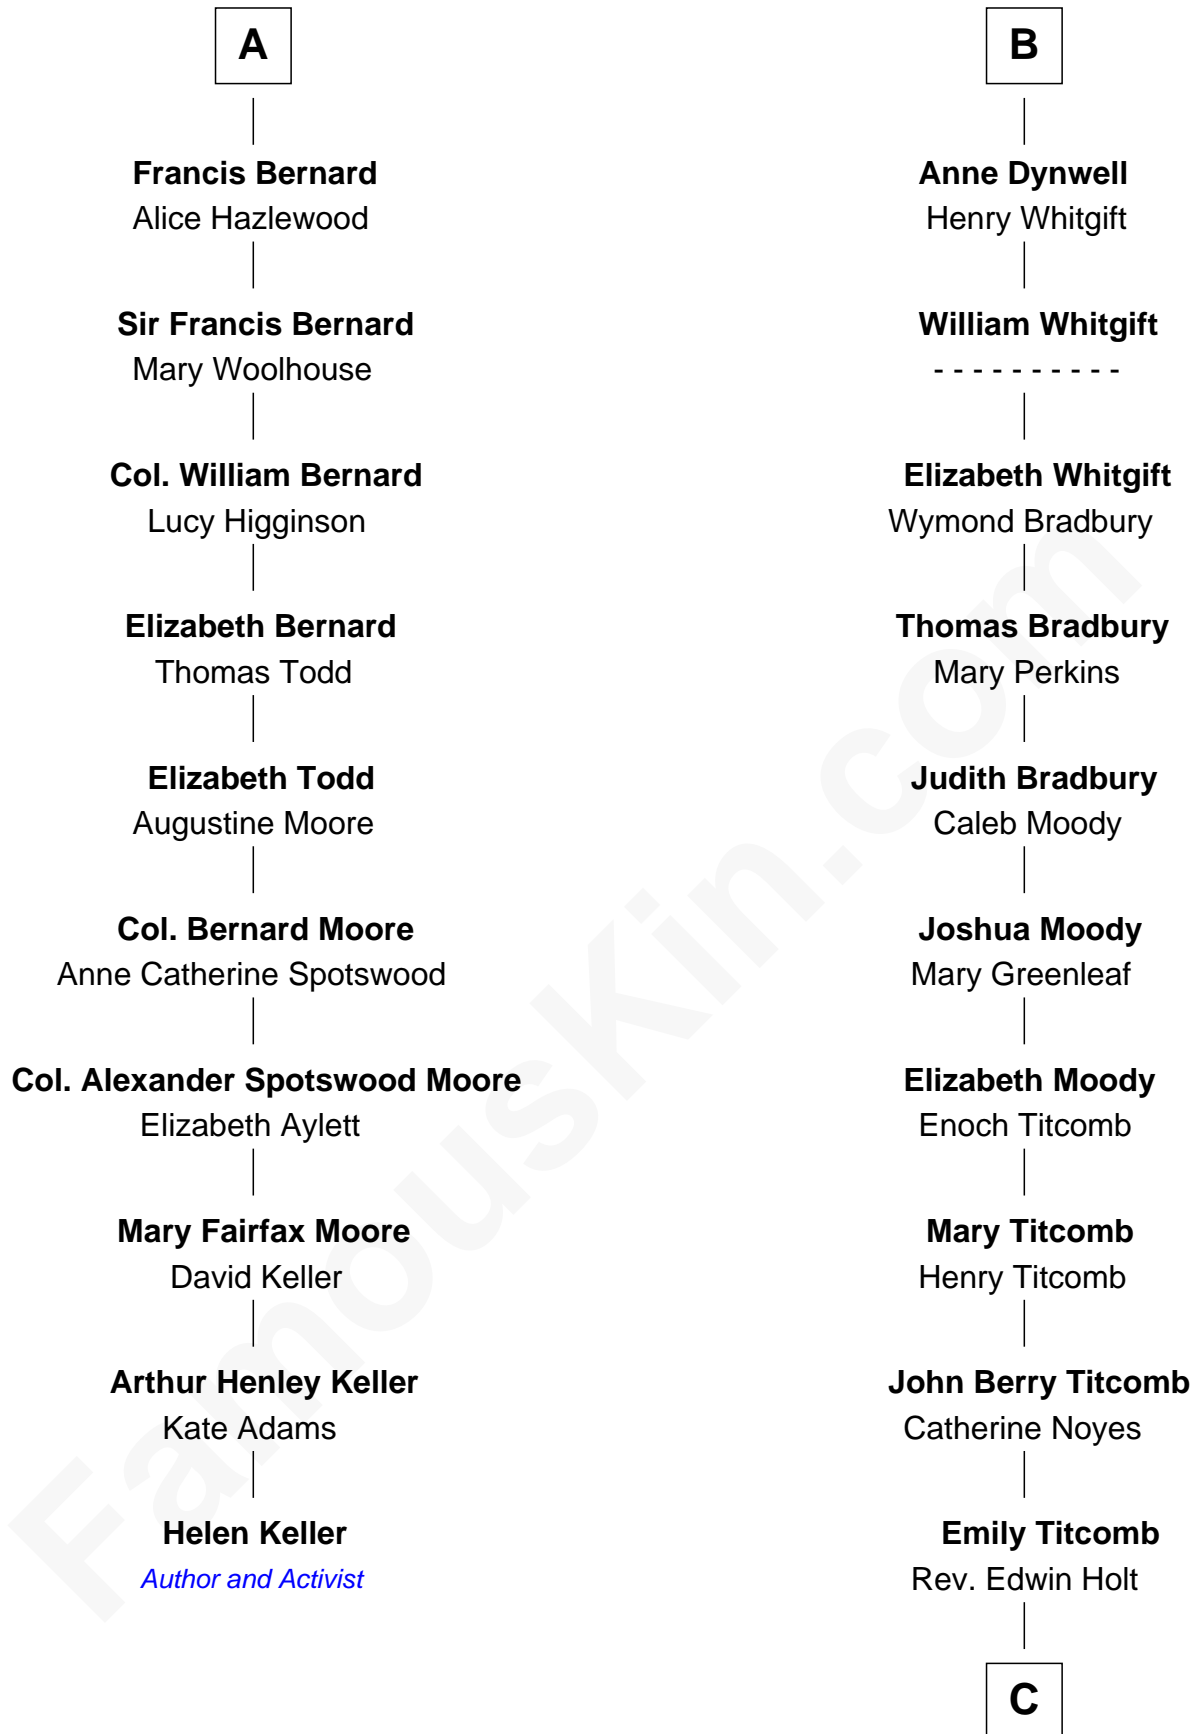 A
Francis Bernard
Alice Hazlewood
Sir Francis Bernard
Mary Woolhouse
Col. William Bernard
Lucy Higginson
Elizabeth Bernard
Thomas Todd
Elizabeth Todd
Augustine Moore
Col. Bernard Moore
Anne Catherine Spotswood
Col. Alexander Spotswood Moore
Elizabeth Aylett
Mary Fairfax Moore
David Keller
Arthur Henley Keller
Kate Adams
Helen Keller
Author and Activist
B
Anne Dynwell
Henry Whitgift
William Whitgift
- - - - - - - - - -
Elizabeth Whitgift
Wymond Bradbury
Thomas Bradbury
Mary Perkins
Judith Bradbury
Caleb Moody
Joshua Moody
Mary Greenleaf
Elizabeth Moody
Enoch Titcomb
Mary Titcomb
Henry Titcomb
John Berry Titcomb
Catherine Noyes
Emily Titcomb
Rev. Edwin Holt
C
FamousKin.com